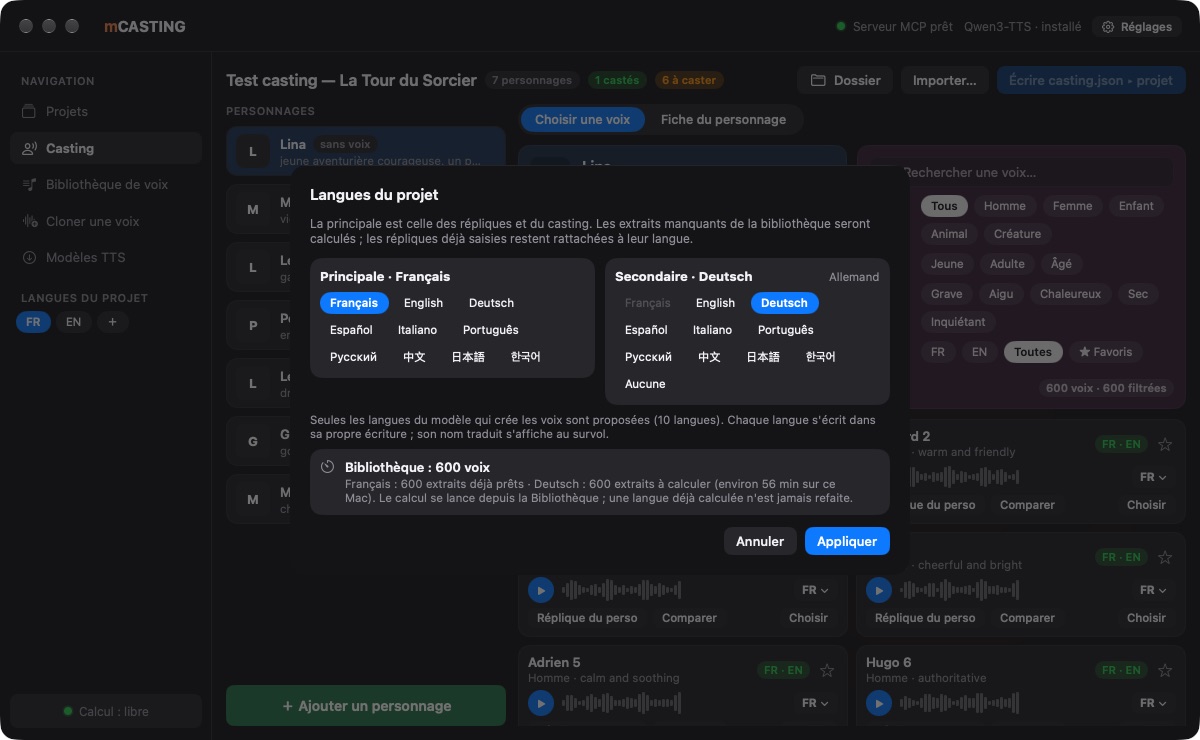 mCASTING
Serveur MCP prêt
Qwen3-TTS · installé
Réglages
NAVIGATION
Projets
Casting
Bibliothèque de voix
Cloner une voix
Modèles TTS
LANGUES DU PROJET
FR
EN
+
Calcul : libre
Test casting — La Tour du Sorcier
7 personnages
1 castés
6 à caster
Dossier
Importer...
Écrire casting.json • projet
PERSONNAGES
L
Lina
sans voix
jeune aventurière courageuse, un p...
M
L
P
L
G
M
+ Ajouter un personnage
Choisir une voix
Fiche du personnage
Langues du projet
La principale est celle des répliques et du casting. Les extraits manquants de la bibliothèque seront
calculés ; les répliques déjà saisies restent rattachées à leur langue.
Principale · Français
Français
English
Deutsch
Español
Italiano
Português
Русский
中文
日本語
한국어
Secondaire · Deutsch
Allemand
Français
English
Deutsch
Español
Italiano
Português
Русский
中文
日本語
한국어
Aucune
Seules les langues du modèle qui crée les voix sont proposées (10 langues). Chaque langue s'écrit dans
sa propre écriture ; son nom traduit s'affiche au survol.
Bibliothèque : 600 voix
Français : 600 extraits déjà prêts · Deutsch : 600 extraits à calculer (environ 56 min sur ce
Mac). Le calcul se lance depuis la Bibliothèque ; une langue déjà calculée n'est jamais refaite.
Annuler
Appliquer
Rechercher une voix...
Tous
Homme
Femme
Enfant
Animal
Créature
Jeune
Adulte
Âgé
Grave
Aigu
Chaleureux
Sec
Inquiétant
FR
EN
Toutes
★ Favoris
600 voix · 600 filtrées
2
FR · EN
· warm and friendly
FR
du perso
Comparer
Choisir
FR · EN
· cheerful and bright
FR
Réplique du perso
Comparer
Choisir
FR
Réplique du perso
Comparer
Choisir
Adrien 5
FR · EN
Homme · calm and soothing
FR
Hugo 6
FR · EN
Homme · authoritative
FR